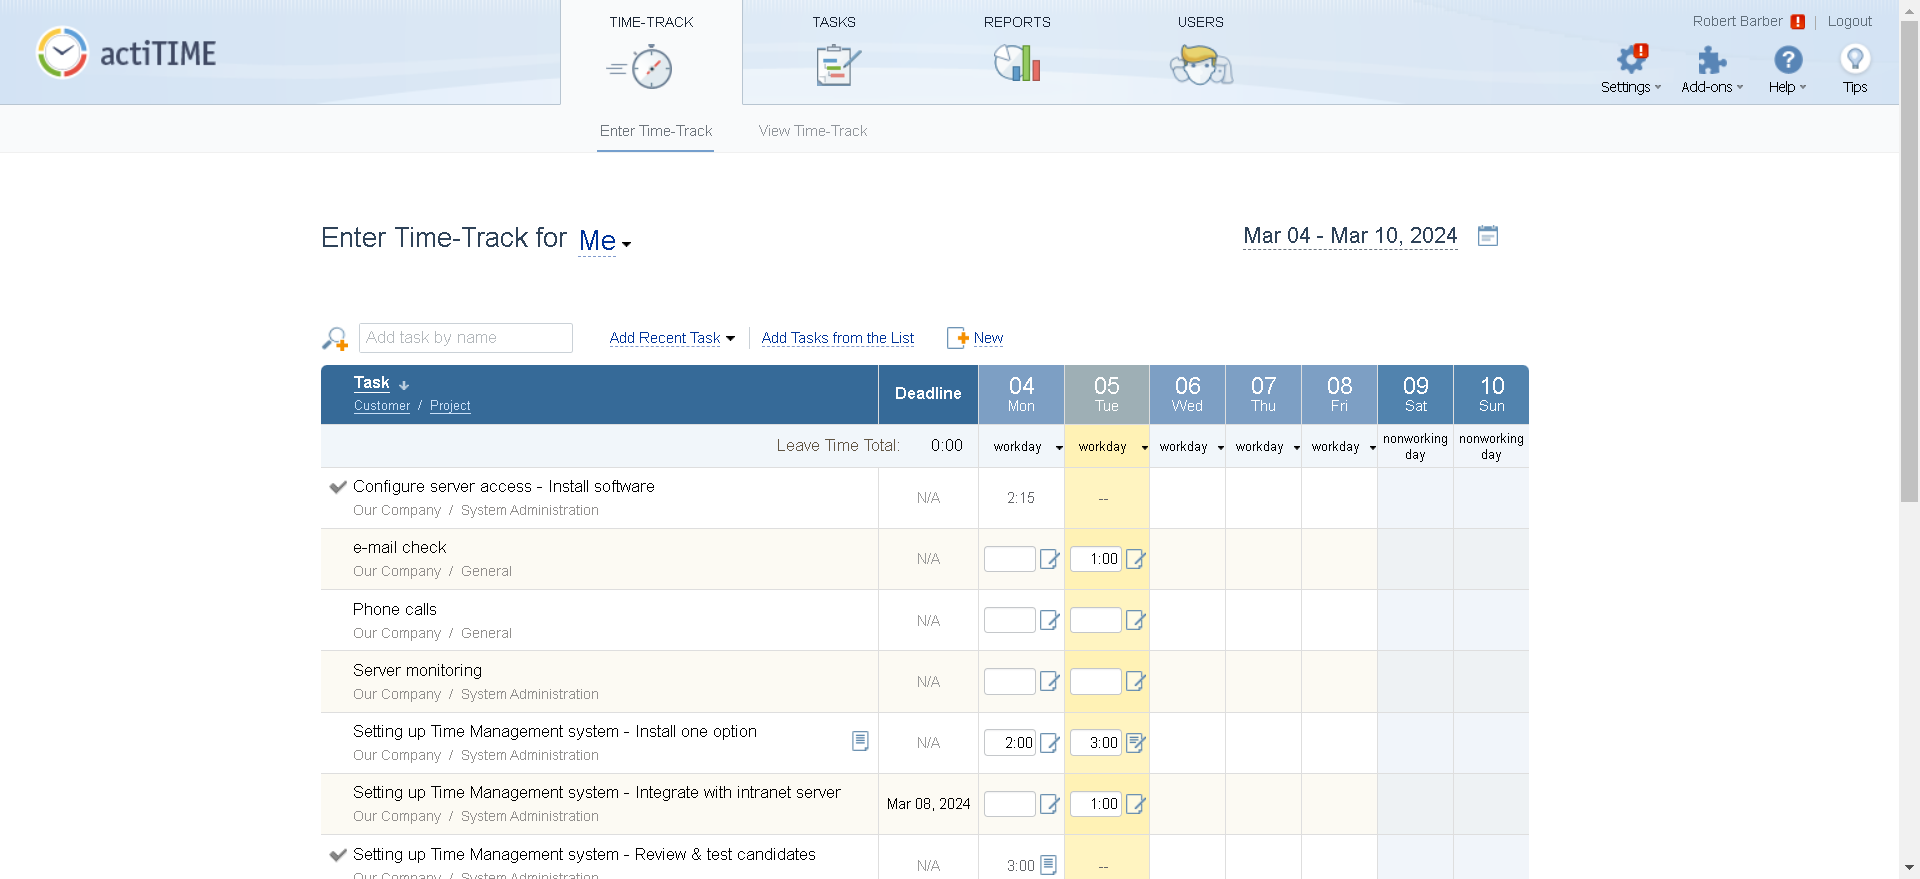 actiTIME
TIME-TRACK
TASKS
REPORTS
USERS
Robert Barber
Logout
Settings
Add-ons
Help
Tips
Enter Time-Track
View Time-Track
Enter Time-Track for Me
Mar 04 - Mar 10, 2024
Add task by name
Add Recent Task
Add Tasks from the List
New
Task
Customer / Project
Deadline
04 Mon
05 Tue
06 Wed
07 Thu
08 Fri
09 Sat
10 Sun
Leave Time Total: 0:00
workday workday workday workday workday nonworking day nonworking day
Configure server access - Install software
Our Company / System Administration
N/A 2:15 --
e-mail check
Our Company / General
N/A 1:00
Phone calls
Our Company / General
N/A
Server monitoring
Our Company / System Administration
N/A
Setting up Time Management system - Install one option
Our Company / System Administration
N/A 2:00 3:00
Setting up Time Management system - Integrate with intranet server
Our Company / System Administration
Mar 08, 2024 1:00
Setting up Time Management system - Review & test candidates
Our Company / System Administration
N/A 3:00 --